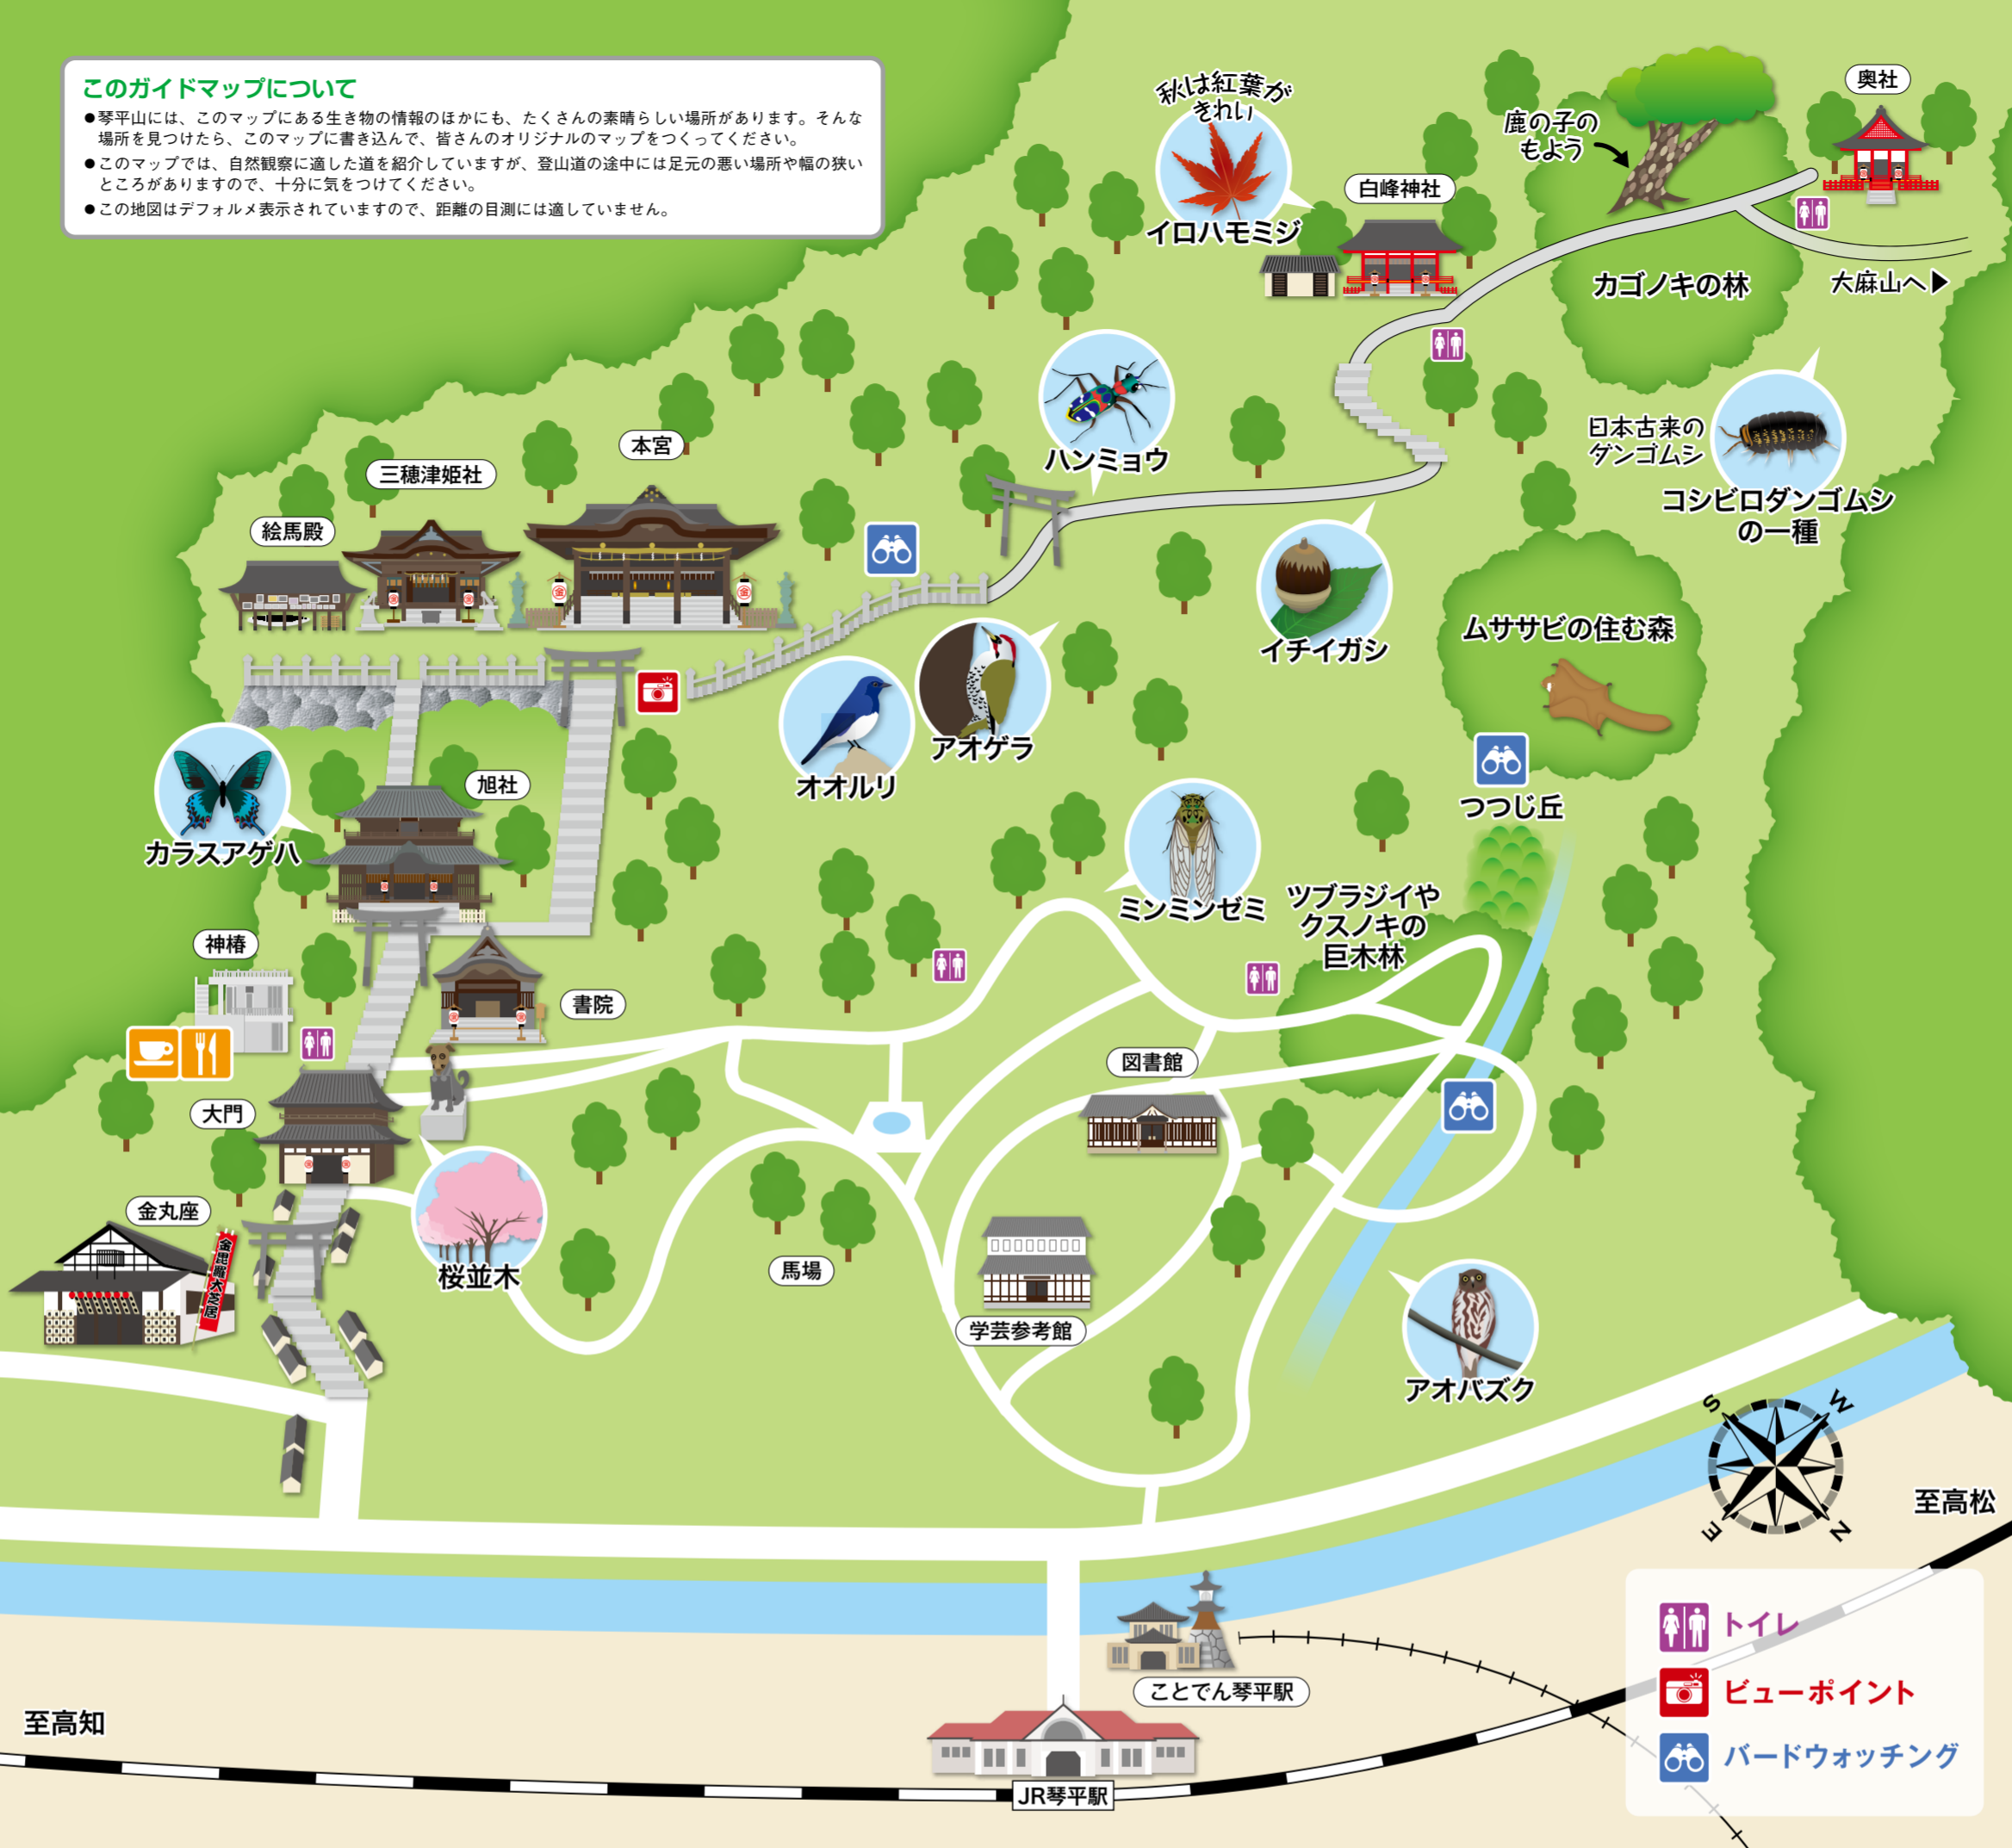 このガイドマップについて
●琴平山には、このマップにある生き物の情報のほかにも、たくさんの素晴らしい場所があります。そんな
場所を見つけたら、このマップに書き込んで、皆さんのオリジナルのマップをつくってください。
●このマップでは、自然観察に適した道を紹介していますが、登山道の途中には足元の悪い場所や幅の狭い
ところがありますので、十分に気をつけてください。
●この地図はデフォルメ表示されていますので、距離の目測には適していません。
秋は紅葉が
きれい
イロハモミジ
白峰神社
鹿の子の
もよう
奥社
カゴノキの林
大麻山へ▶
ハンミョウ
日本古来の
ダンゴムシ
コシビロダンゴムシ
の一種
本宮
三穂津姫社
絵馬殿
イチイガシ
ムササビの住む森
アオゲラ
オオルリ
つつじ丘
旭社
カラスアゲハ
ミンミンゼミ
ツブラジイや
クスノキの
巨木林
神椿
書院
図書館
大門
金丸座
金毘羅大芝居
桜並木
馬場
学芸参考館
アオバズク
S
W
E
N
至高松
ことでん琴平駅
至高知
JR琴平駅
トイレ
ビューポイント
バードウォッチング